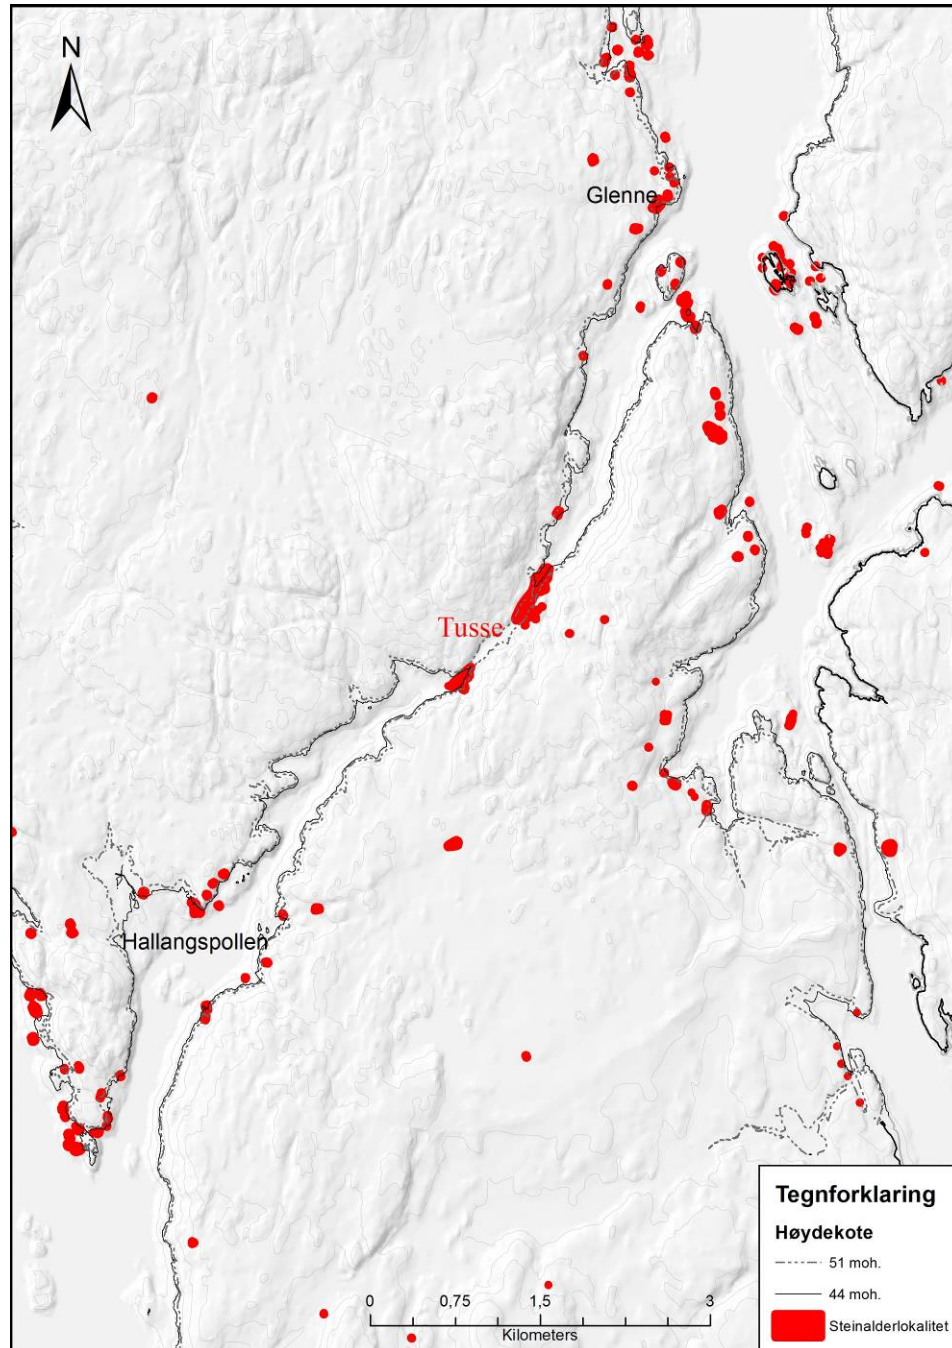 N
Glenne
Tusse
Hallangspollen
Tegnforklaring
Høydekote
51 moh.
44 moh.
Steinalderlokalitet
0 0,75 1,5 3
Kilometers